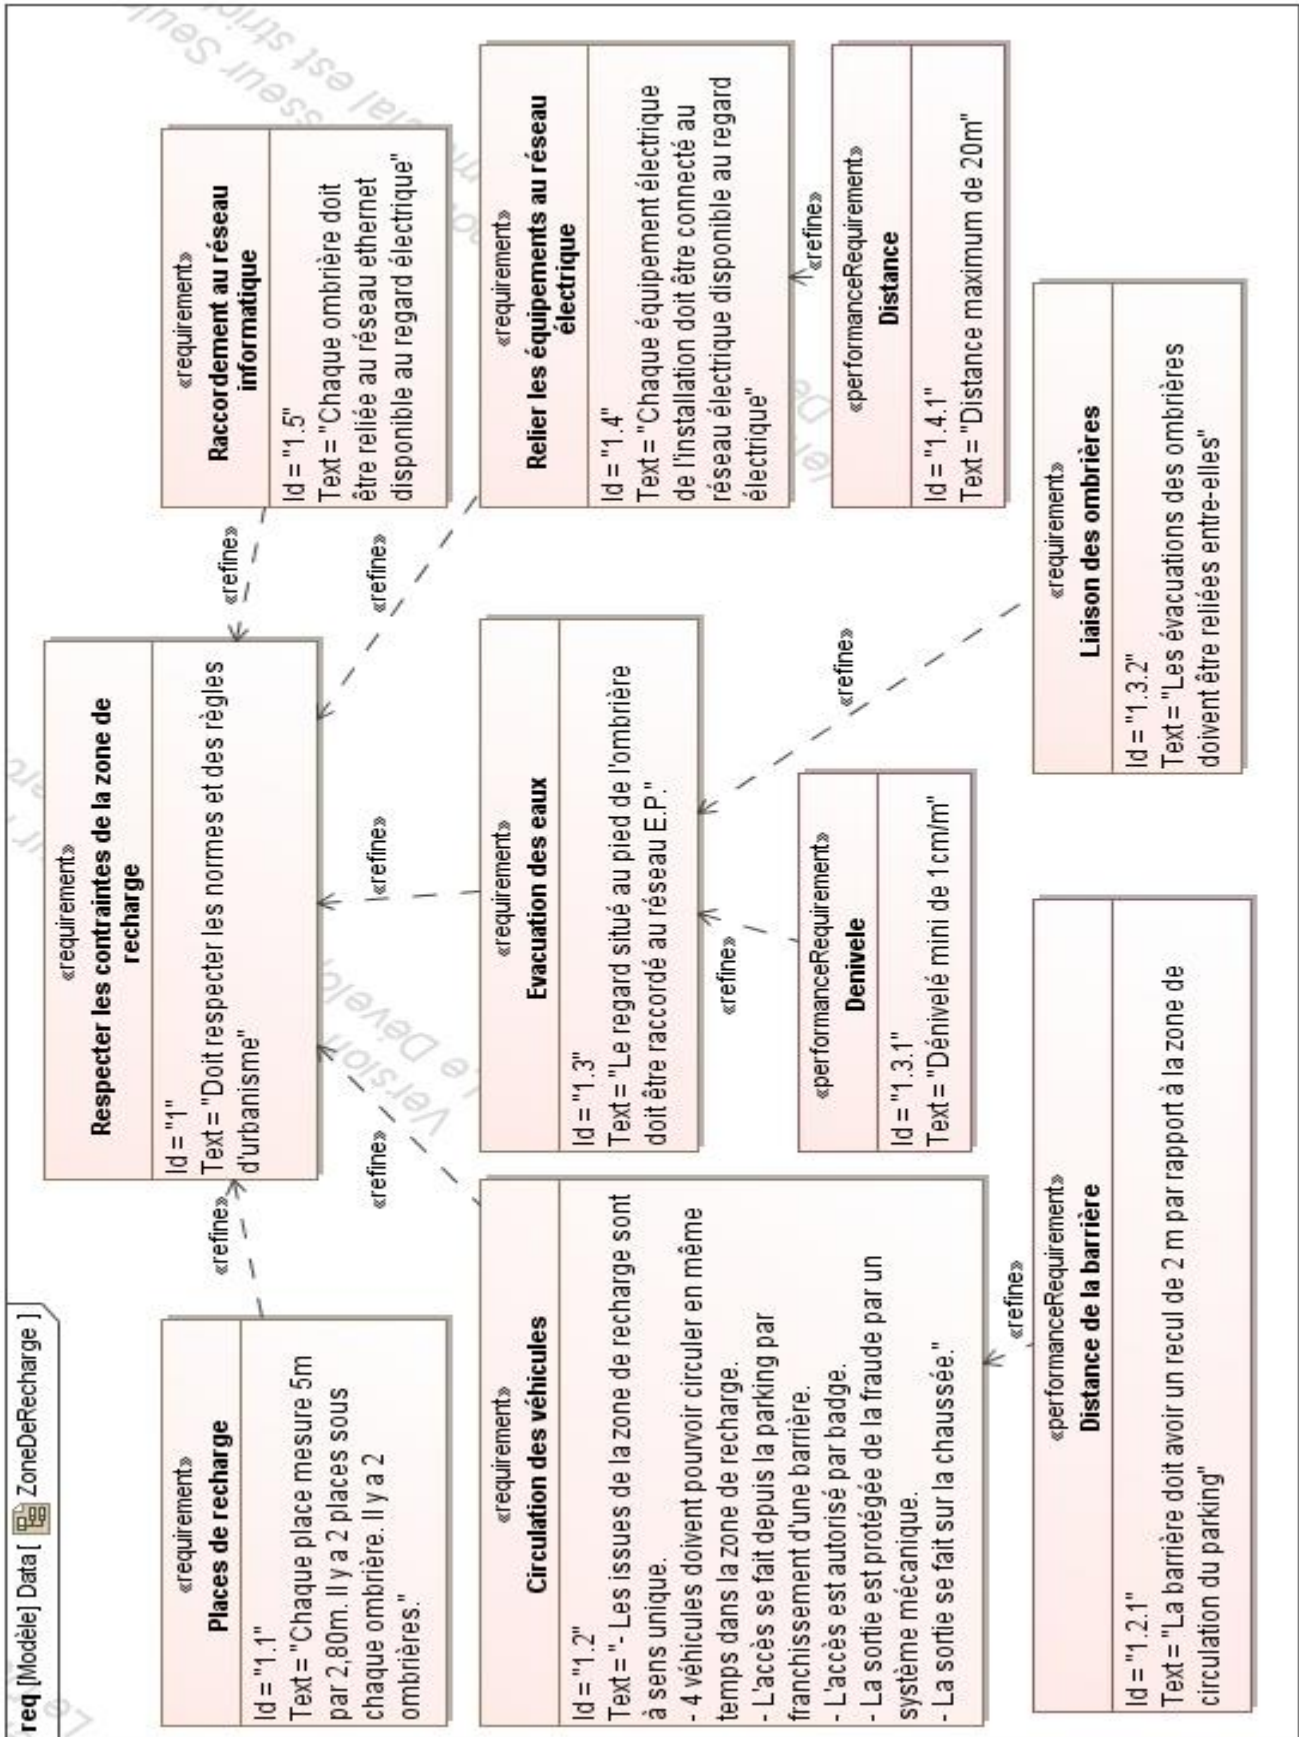 req [Modèle] Data [ ZoneDeRecharge ]
«requirement»
Respecter les contraintes de la zone de
recharge
Id = "1"
Text = "Doit respecter les normes et des règles
d'urbanisme"
«refine»
«refine»
«refine»
«refine»
«refine»
«requirement»
Places de recharge
Id = "1.1"
Text = "Chaque place mesure 5m
par 2,80m. Il y a 2 places sous
chaque ombrière. Il y a 2
ombrières."
«requirement»
Raccordement au réseau
informatique
Id = "1.5"
Text = "Chaque ombrière doit
être reliée au réseau ethernet
disponible au regard électrique"
«requirement»
Circulation des véhicules
Id = "1.2"
Text = "- Les issues de la zone de recharge sont
à sens unique.
- 4 véhicules doivent pourvoir circuler en même
temps dans la zone de recharge.
- L'accès se fait depuis la parking par
franchissement d'une barrière.
- L'accès est autorisé par badge.
- La sortie est protégée de la fraude par un
système mécanique.
- La sortie se fait sur la chaussée."
«requirement»
Evacuation des eaux
Id = "1.3"
Text = "Le regard situé au pied de l'ombrière
doit être raccordé au réseau E.P."
«requirement»
Relier les équipements au réseau
électrique
Id = "1.4"
Text = "Chaque équipement électrique
de l'installation doit être connecté au
réseau électrique disponible au regard
électrique"
«refine»
«refine»
«refine»
«refine»
«performanceRequirement»
Denivele
Id = "1.3.1"
Text = "Dénivelé mini de 1cm/m"
«performanceRequirement»
Distance
Id = "1.4.1"
Text = "Distance maximum de 20m"
«performanceRequirement»
Distance de la barrière
Id = "1.2.1"
Text = "La barrière doit avoir un recul de 2 m par rapport à la zone de
circulation du parking"
«requirement»
Liaison des ombrières
Id = "1.3.2"
Text = "Les évacuations des ombrières
doivent être reliées entre-elles"